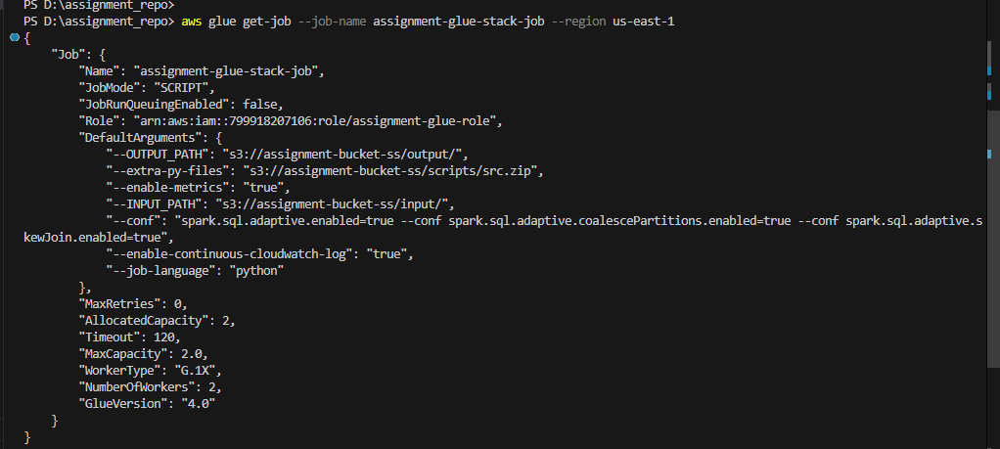 PS D:\assignment_repo>
PS D:\assignment_repo> aws glue get-job --job-name assignment-glue-stack-job --region us-east-1
{
    "Job": {
        "Name": "assignment-glue-stack-job",
        "JobMode": "SCRIPT",
        "JobRunQueuingEnabled": false,
        "Role": "arn:aws:iam::799918207106:role/assignment-glue-role",
        "DefaultArguments": {
            "--OUTPUT_PATH": "s3://assignment-bucket-ss/output/",
            "--extra-py-files": "s3://assignment-bucket-ss/scripts/src.zip",
            "--enable-metrics": "true",
            "--INPUT_PATH": "s3://assignment-bucket-ss/input/",
            "--conf": "spark.sql.adaptive.enabled=true --conf spark.sql.adaptive.coalescePartitions.enabled=true --conf spark.sql.adaptive.s
kewJoin.enabled=true",
            "--enable-continuous-cloudwatch-log": "true",
            "--job-language": "python"
        },
        "MaxRetries": 0,
        "AllocatedCapacity": 2,
        "Timeout": 120,
        "MaxCapacity": 2.0,
        "WorkerType": "G.1X",
        "NumberOfWorkers": 2,
        "GlueVersion": "4.0"
    }
}